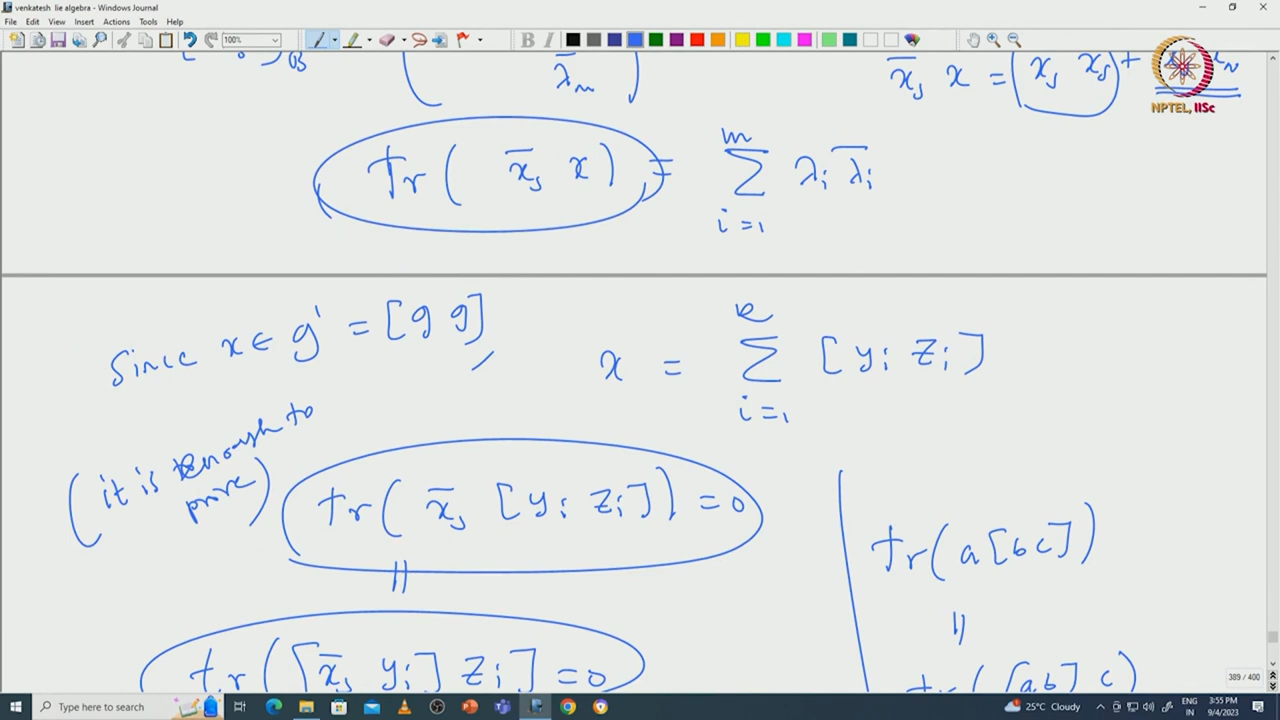 venkatesh lie algebra - Windows Journal
File Edit View Insert Actions Tools Help
100%
B I
λ̄ₙ
x̄ₛ x = (x̄ₛ xₛ) +
NPTEL, IISc
Tr( x̄ₛ x) = ∑_{i=1}^{n} λᵢ λ̄ᵢ
Since x ∈ g' = [g g], x = ∑_{i=1}^{k} [yᵢ zᵢ]
(it is enough to
prove) tr( x̄ₛ [yᵢ zᵢ]) = 0
||
tr([x̄ₛ yᵢ] zᵢ] = 0
tr(a[bc])
||
tr([a,b] c)
389 / 400
Type here to search
25°C Cloudy
ENG
IN
3:55 PM
9/4/2023